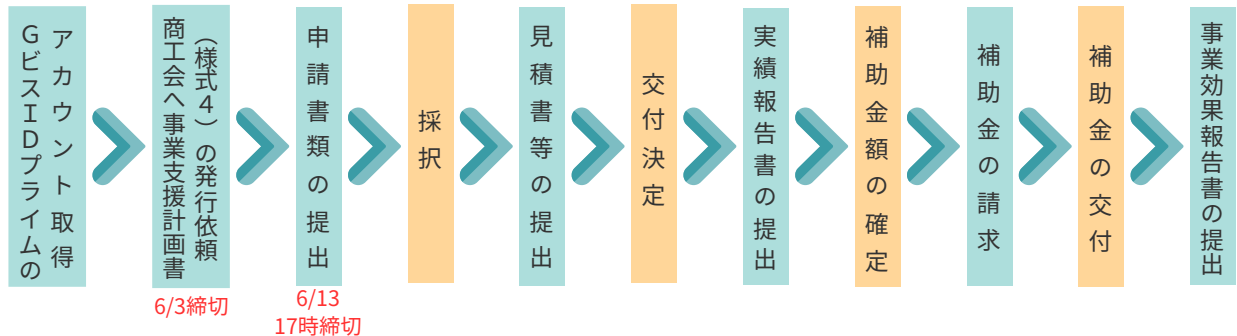 ＧビスＩＤプライムの
アカウント取得
商工会へ事業支援計画書
（様式４）の発行依頼
6/3締切
申請書類の提出
6/13
17時締切
採択
見積書等の提出
交付決定
実績報告書の提出
補助金額の確定
補助金の請求
補助金の交付
事業効果報告書の提出